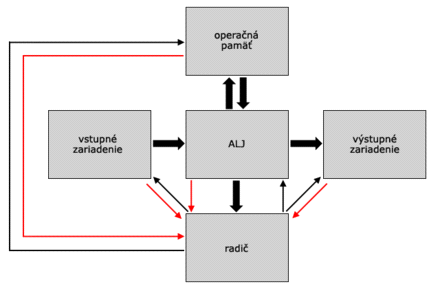 operačná
pamäť
vstupné
zariadenie
ALJ
výstupné
zariadenie
radič